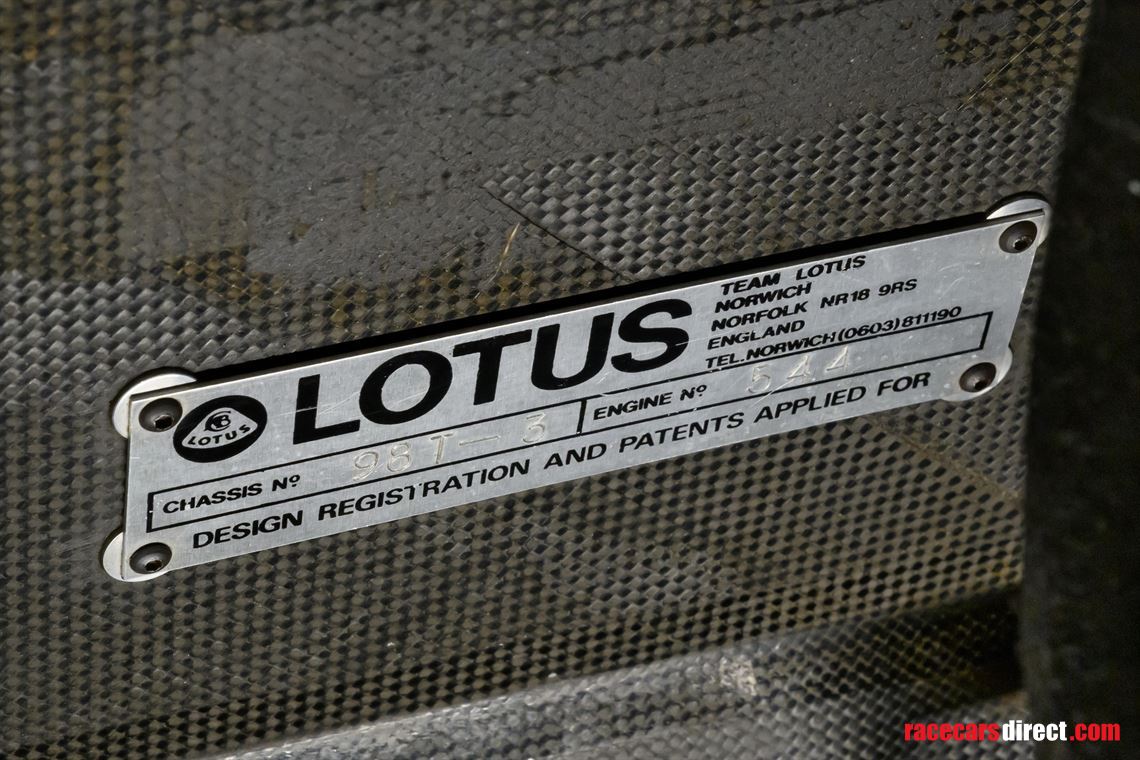 LOTUS
LOTUS
TEAM LOTUS
NORWICH
NORFOLK NR18 9RS
ENGLAND
TEL.NORWICH(0603)811190
CHASSIS Nº 98T-3
ENGINE Nº 544
DESIGN REGISTRATION AND PATENTS APPLIED FOR
racecarsdirect.com